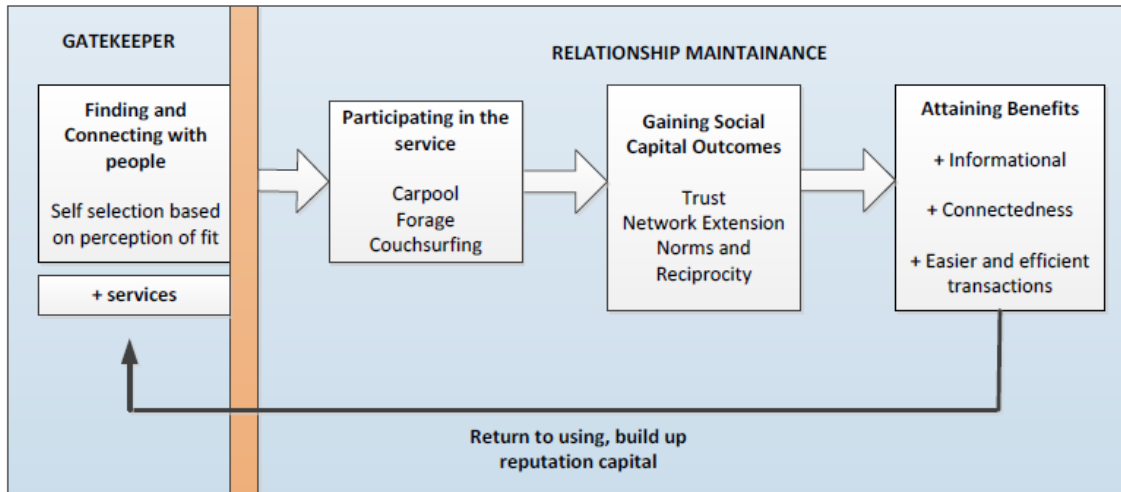 GATEKEEPER
Finding and
Connecting with
people
Self selection based
on perception of fit
+ services
RELATIONSHIP MAINTAINANCE
Participating in the
service
Carpool
Forage
Couchsurfing
Gaining Social
Capital Outcomes
Trust
Network Extension
Norms and
Reciprocity
Attaining Benefits
+ Informational
+ Connectedness
+ Easier and efficient
transactions
Return to using, build up
reputation capital